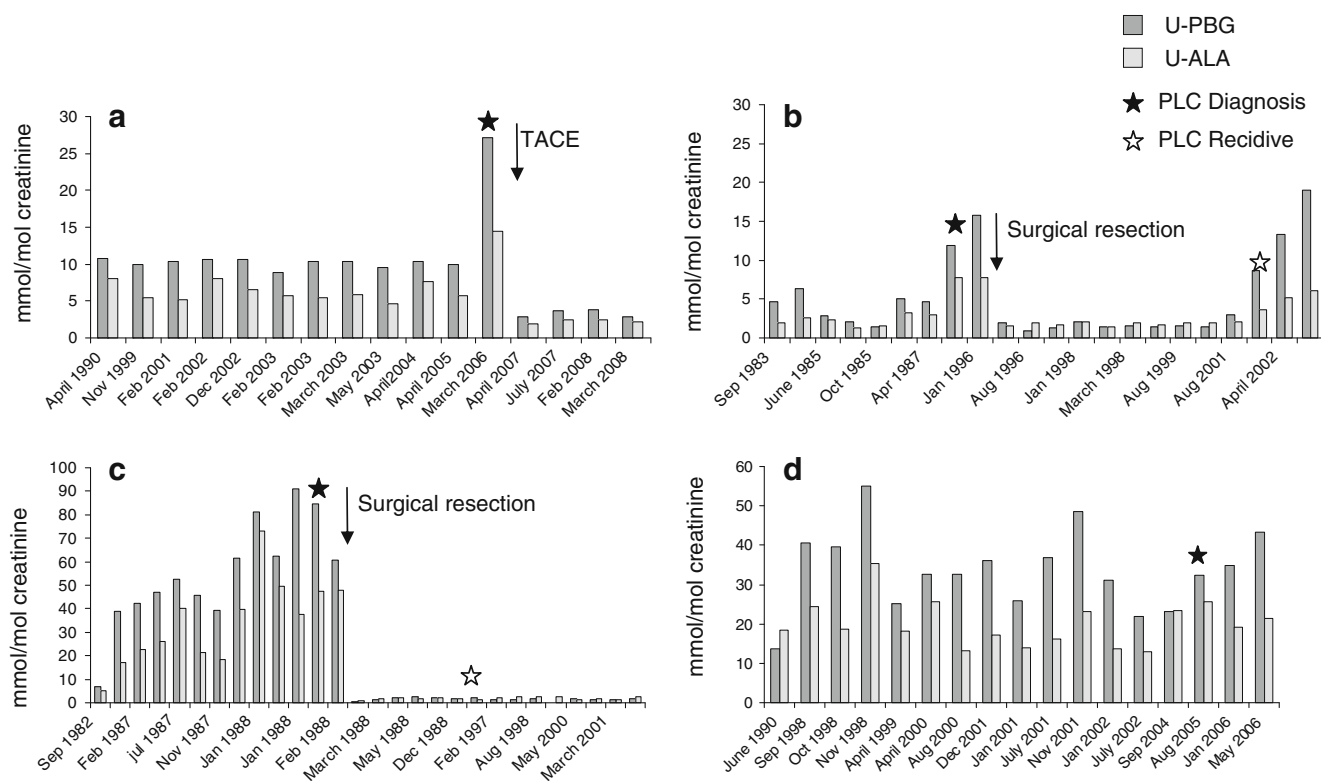 U-PBG
U-ALA
PLC Diagnosis
PLC Recidive
a
mmol/mol creatinine
30
25
20
15
10
5
0
TACE
April 1990
Nov 1999
Feb 2001
Feb 2002
Dec 2002
Feb 2003
Feb 2003
March 2003
May 2003
April2004
April 2005
March 2006
April 2007
July 2007
Feb 2008
March 2008
b
mmol/mol creatinine
30
25
20
15
10
5
0
Surgical resection
Sep 1983
June 1985
Oct 1985
Apr 1987
Jan 1996
Aug 1996
Jan 1998
March 1998
Aug 1999
Aug 2001
April 2002
c
mmol/mol creatinine
100
90
80
70
60
50
40
30
20
10
0
Surgical resection
Sep 1982
Feb 1987
jul 1987
Nov 1987
Jan 1988
Jan 1988
Feb 1988
March 1988
May 1988
Dec 1988
Feb 1997
Aug 1998
May 2000
March 2001
d
mmol/mol creatinine
60
50
40
30
20
10
0
June 1990
Sep 1998
Oct 1998
Nov 1998
April 1999
April 2000
Aug 2000
Dec 2001
Jan 2001
July 2001
Nov 2001
Jan 2002
July 2002
Sep 2004
Aug 2005
Jan 2006
May 2006